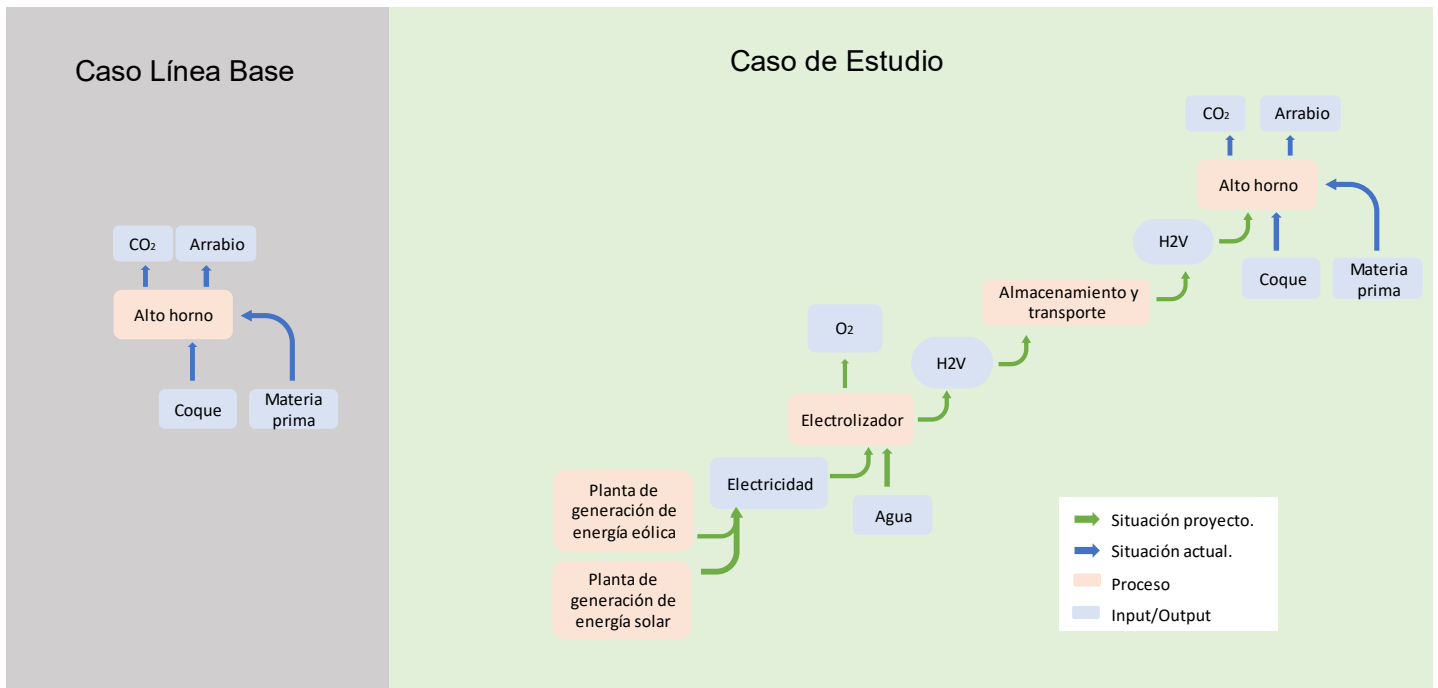 Caso Línea Base
CO₂
Arrabio
Alto horno
Coque
Materia
prima
Caso de Estudio
CO₂
Arrabio
Alto horno
H2V
Coque
Materia
prima
Almacenamiento y
transporte
O₂
H2V
Electrolizador
Electricidad
Agua
Planta de
generación de
energía eólica
Planta de
generación de
energía solar
Situación proyecto.
Situación actual.
Proceso
Input/Output